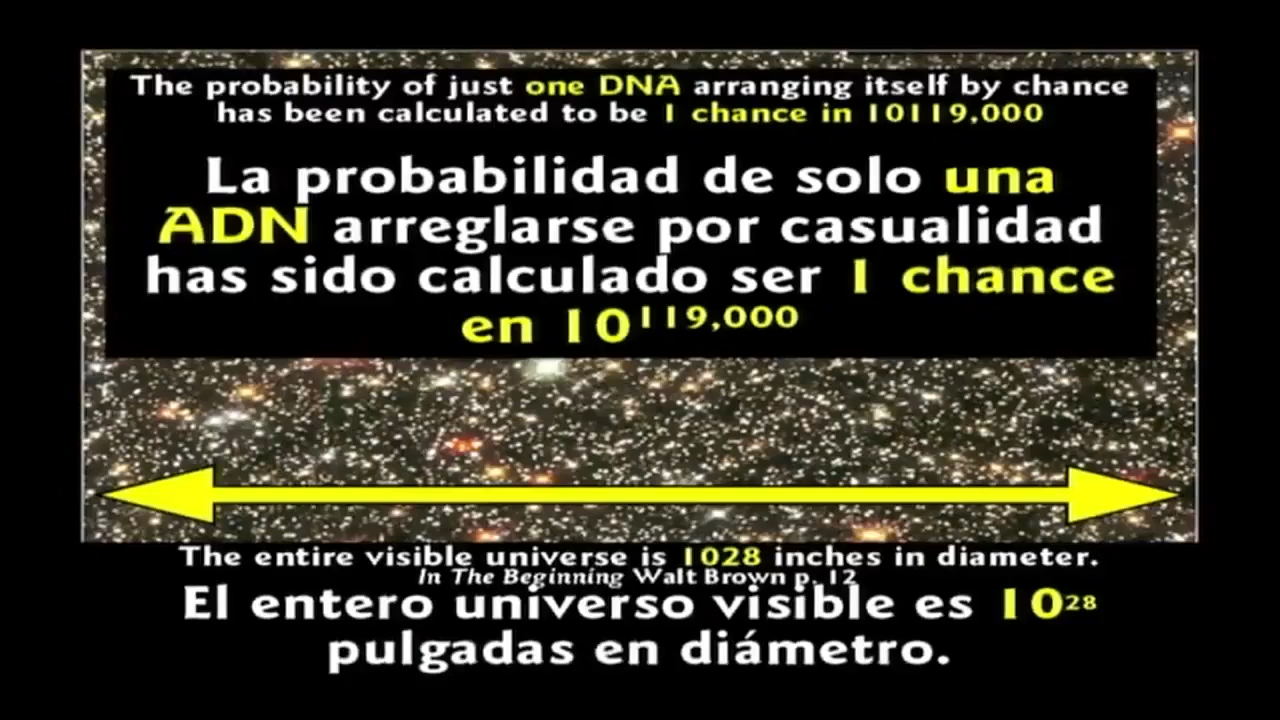 The probability of just one DNA arranging itself by chance
has been calculated to be 1 chance in 10119,000
La probabilidad de solo una
ADN arreglarse por casualidad
has sido calculado ser 1 chance
en 10¹¹⁹,⁰⁰⁰
The entire visible universe is 1028 inches in diameter.
In The Beginning Walt Brown p. 12
El entero universo visible es 10²⁸
pulgadas en diámetro.